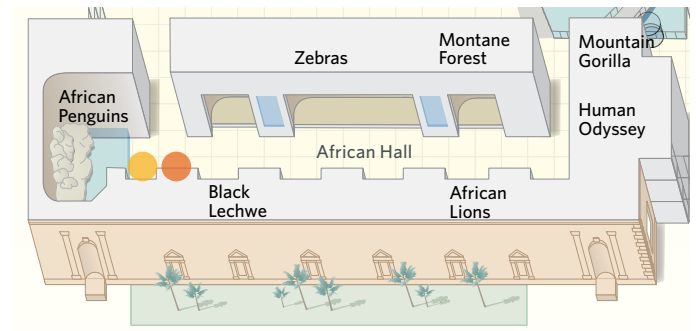 Zebras
Montane
Forest
Mountain
Gorilla
African
Penguins
Human
Odyssey
African Hall
Black
Lechwe
African
Lions